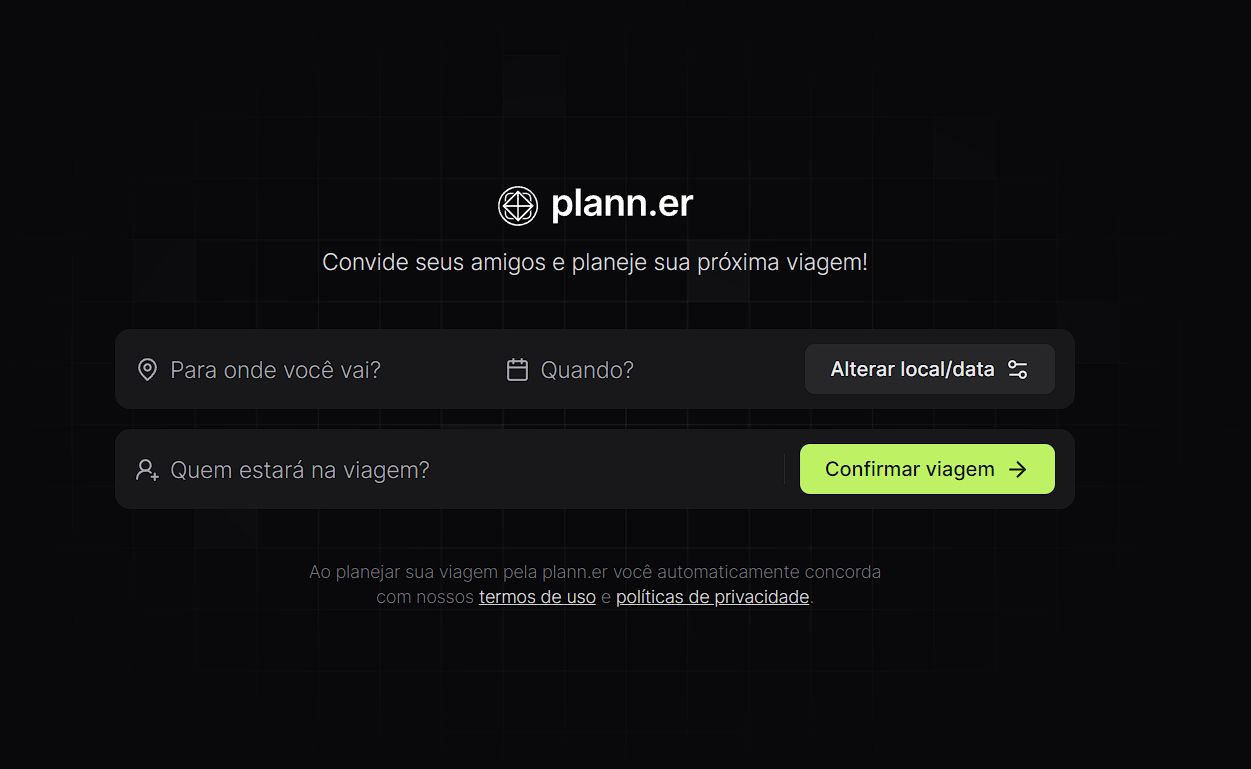 plann.er
Convide seus amigos e planeje sua próxima viagem!
Para onde você vai?
Quando?
Alterar local/data
Quem estará na viagem?
Confirmar viagem
Ao planejar sua viagem pela plann.er você automaticamente concorda
com nossos termos de uso e políticas de privacidade.